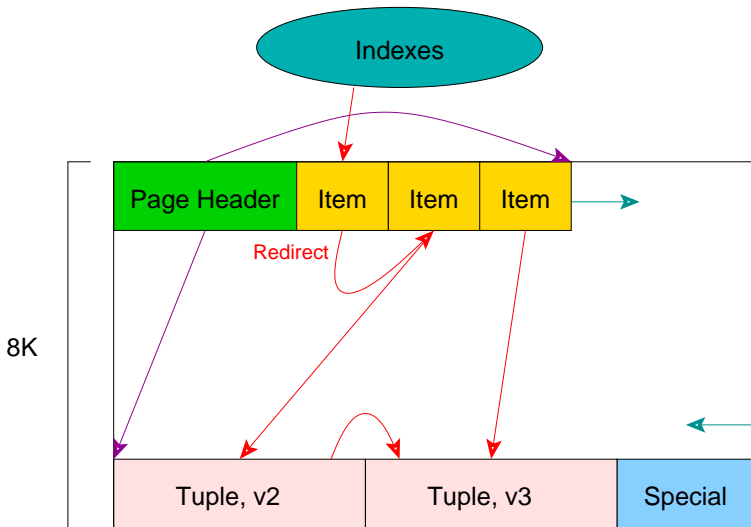 Indexes
Page Header
Item
Item
Item
Redirect
8K
Tuple, v2
Tuple, v3
Special